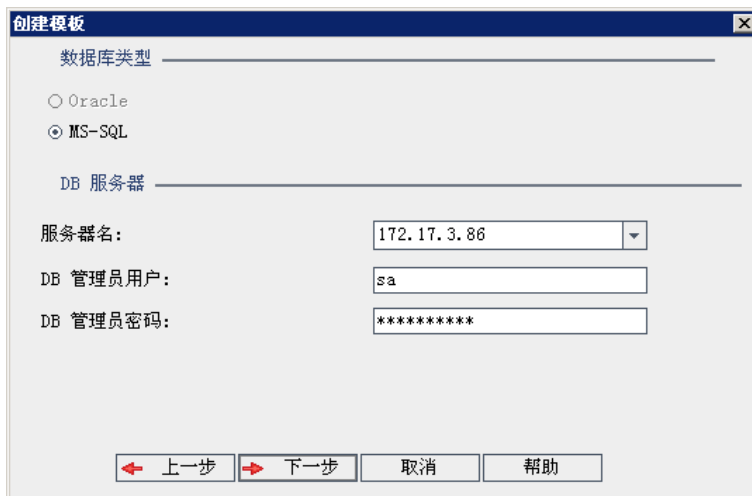 创建模板
数据库类型
Oracle
MS-SQL
DB 服务器
服务器名: 172.17.3.86
DB 管理员用户: sa
DB 管理员密码: **********
上一步 下一步 取消 帮助